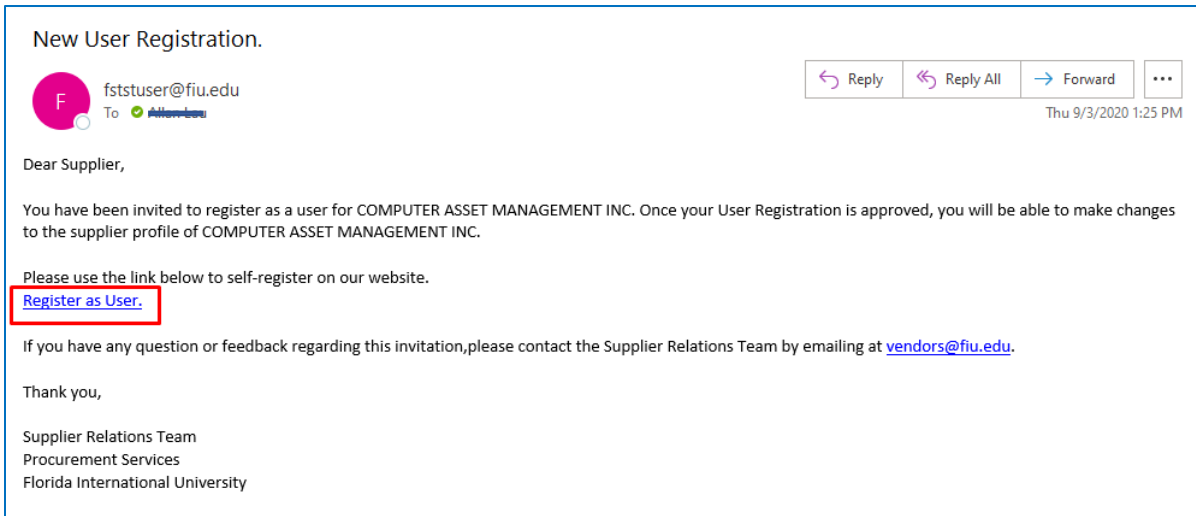 New User Registration.
F
fststuser@fiu.edu
To
Reply
Reply All
Forward
Thu 9/3/2020 1:25 PM
Dear Supplier,
You have been invited to register as a user for COMPUTER ASSET MANAGEMENT INC. Once your User Registration is approved, you will be able to make changes
to the supplier profile of COMPUTER ASSET MANAGEMENT INC.
Please use the link below to self-register on our website.
Register as User.
If you have any question or feedback regarding this invitation,please contact the Supplier Relations Team by emailing at vendors@fiu.edu.
Thank you,
Supplier Relations Team
Procurement Services
Florida International University